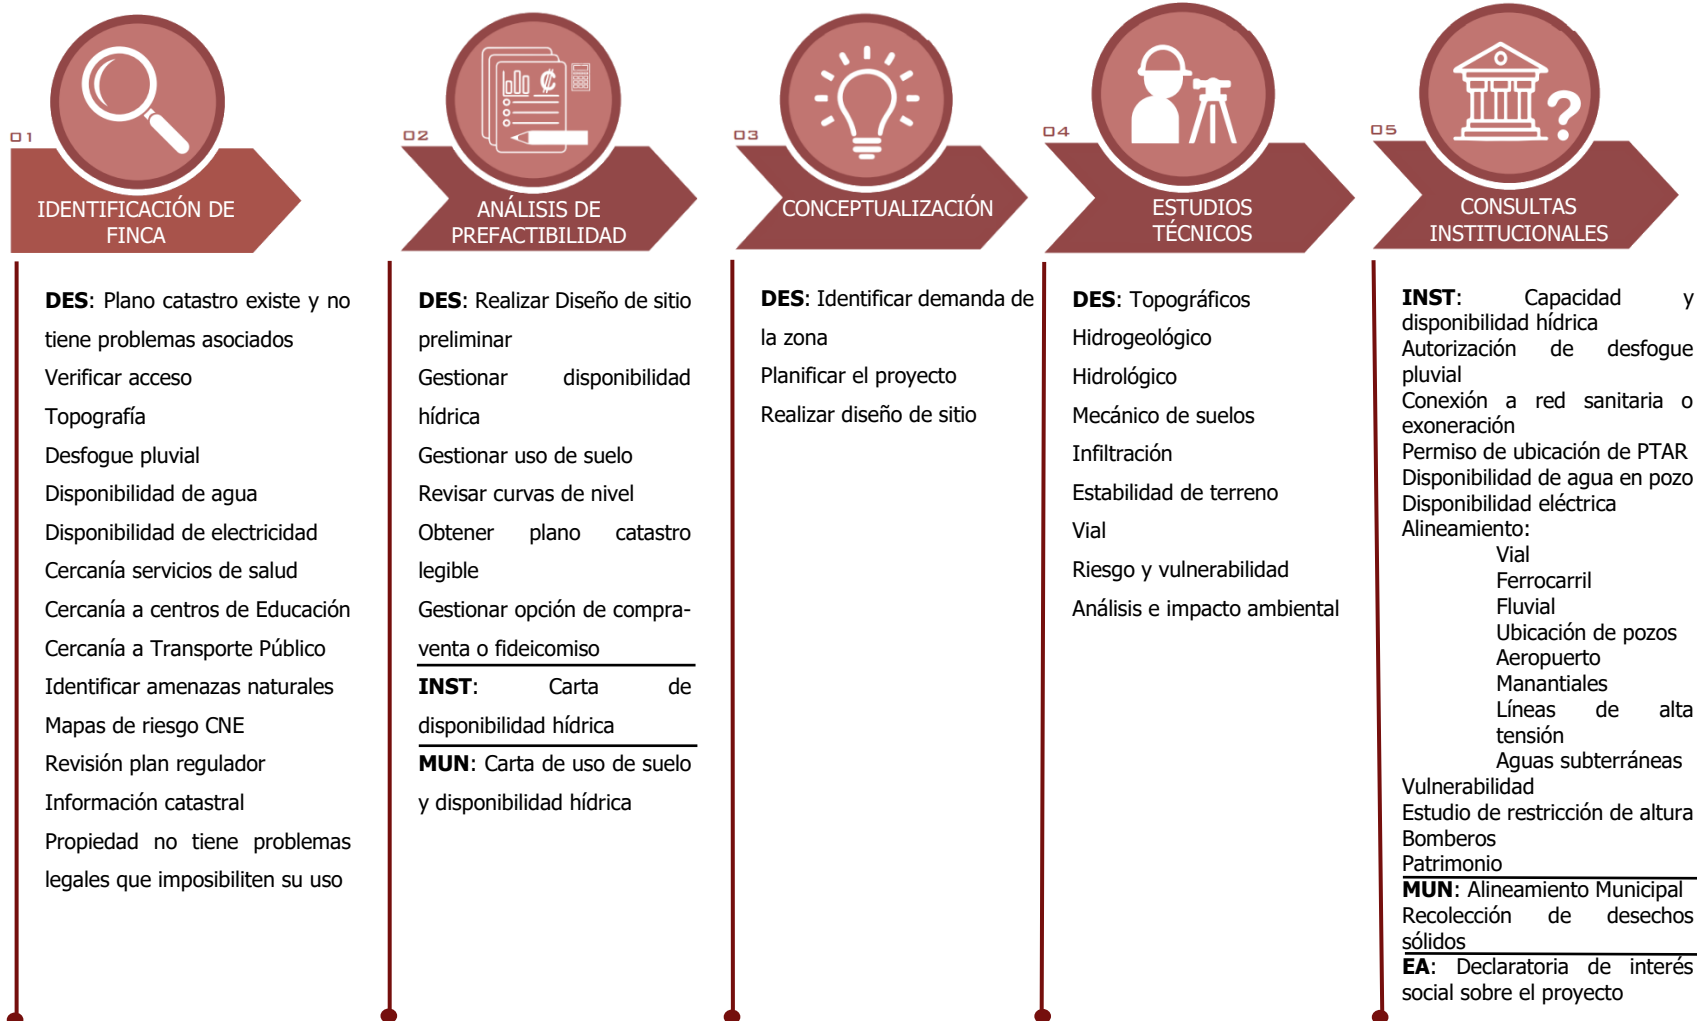 01
IDENTIFICACIÓN DE
FINCA
DES: Plano catastro existe y no
tiene problemas asociados
Verificar acceso
Topografía
Desfogue pluvial
Disponibilidad de agua
Disponibilidad de electricidad
Cercanía servicios de salud
Cercanía a centros de Educación
Cercanía a Transporte Público
Identificar amenazas naturales
Mapas de riesgo CNE
Revisión plan regulador
Información catastral
Propiedad no tiene problemas
legales que imposibiliten su uso
02
₡
ANÁLISIS DE
PREFACTIBILIDAD
DES: Realizar Diseño de sitio
preliminar
Gestionar disponibilidad
hídrica
Gestionar uso de suelo
Revisar curvas de nivel
Obtener plano catastro
legible
Gestionar opción de compra-
venta o fideicomiso
INST: Carta de
disponibilidad hídrica
MUN: Carta de uso de suelo
y disponibilidad hídrica
03
CONCEPTUALIZACIÓN
DES: Identificar demanda de
la zona
Planificar el proyecto
Realizar diseño de sitio
04
ESTUDIOS
TÉCNICOS
DES: Topográficos
Hidrogeológico
Hidrológico
Mecánico de suelos
Infiltración
Estabilidad de terreno
Vial
Riesgo y vulnerabilidad
Análisis e impacto ambiental
05
?
CONSULTAS
INSTITUCIONALES
INST: Capacidad y
disponibilidad hídrica
Autorización de desfogue
pluvial
Conexión a red sanitaria o
exoneración
Permiso de ubicación de PTAR
Disponibilidad de agua en pozo
Disponibilidad eléctrica
Alineamiento:
Vial
Ferrocarril
Fluvial
Ubicación de pozos
Aeropuerto
Manantiales
Líneas de alta
tensión
Aguas subterráneas
Vulnerabilidad
Estudio de restricción de altura
Bomberos
Patrimonio
MUN: Alineamiento Municipal
Recolección de desechos
sólidos
EA: Declaratoria de interés
social sobre el proyecto